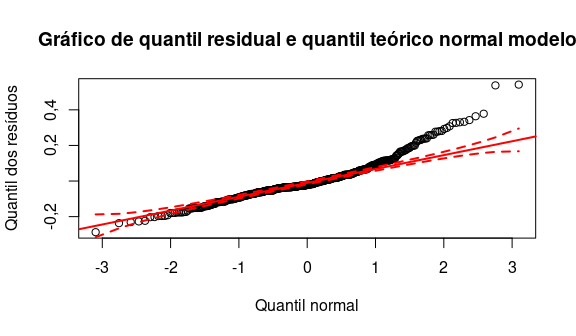 Gráfico de quantil residual e quantil teórico normal modelo
Quantil dos resíduos
0,4
0,2
-0,2
-3 -2 -1 0 1 2 3
Quantil normal